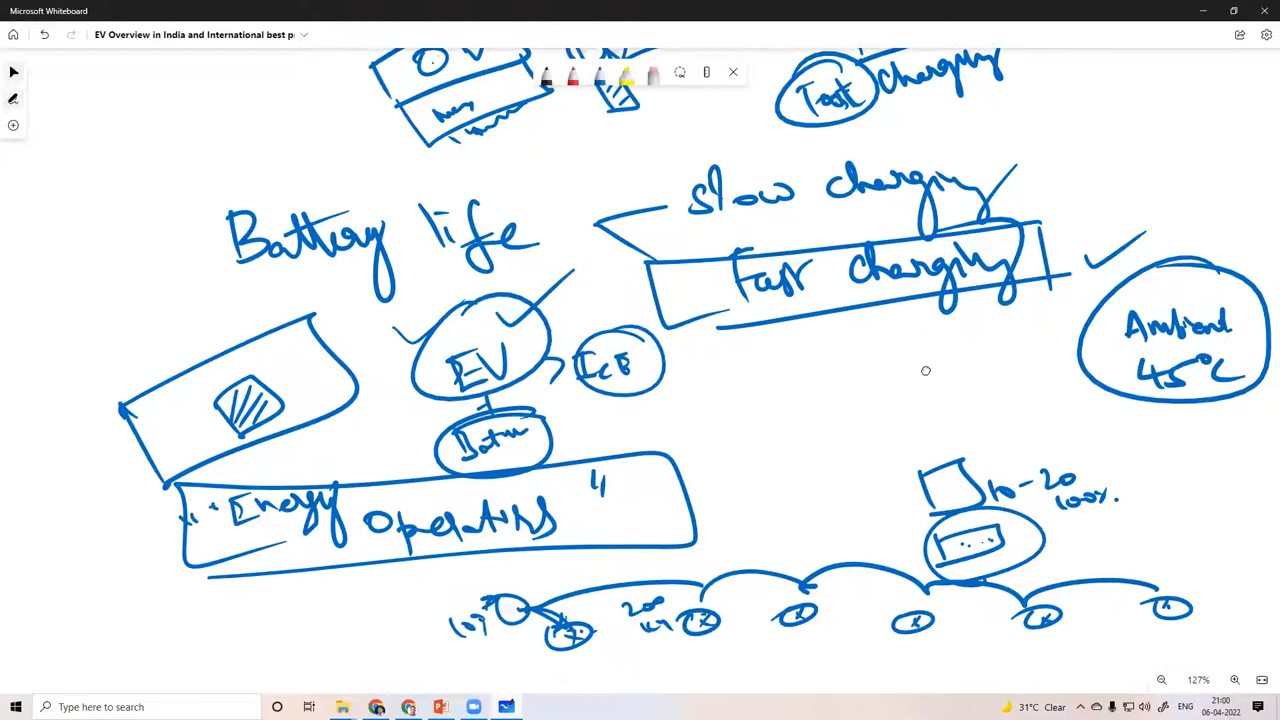 Microsoft Whiteboard
EV Overview in India and International best p
Fast charging
Battery life
slow charging
Fast charging
Ambient
45°C
EV
ICE
"Energy Operators"
10-20
100%.
200
Type here to search
127%
31°C Clear
ENG
21:00
06-04-2022